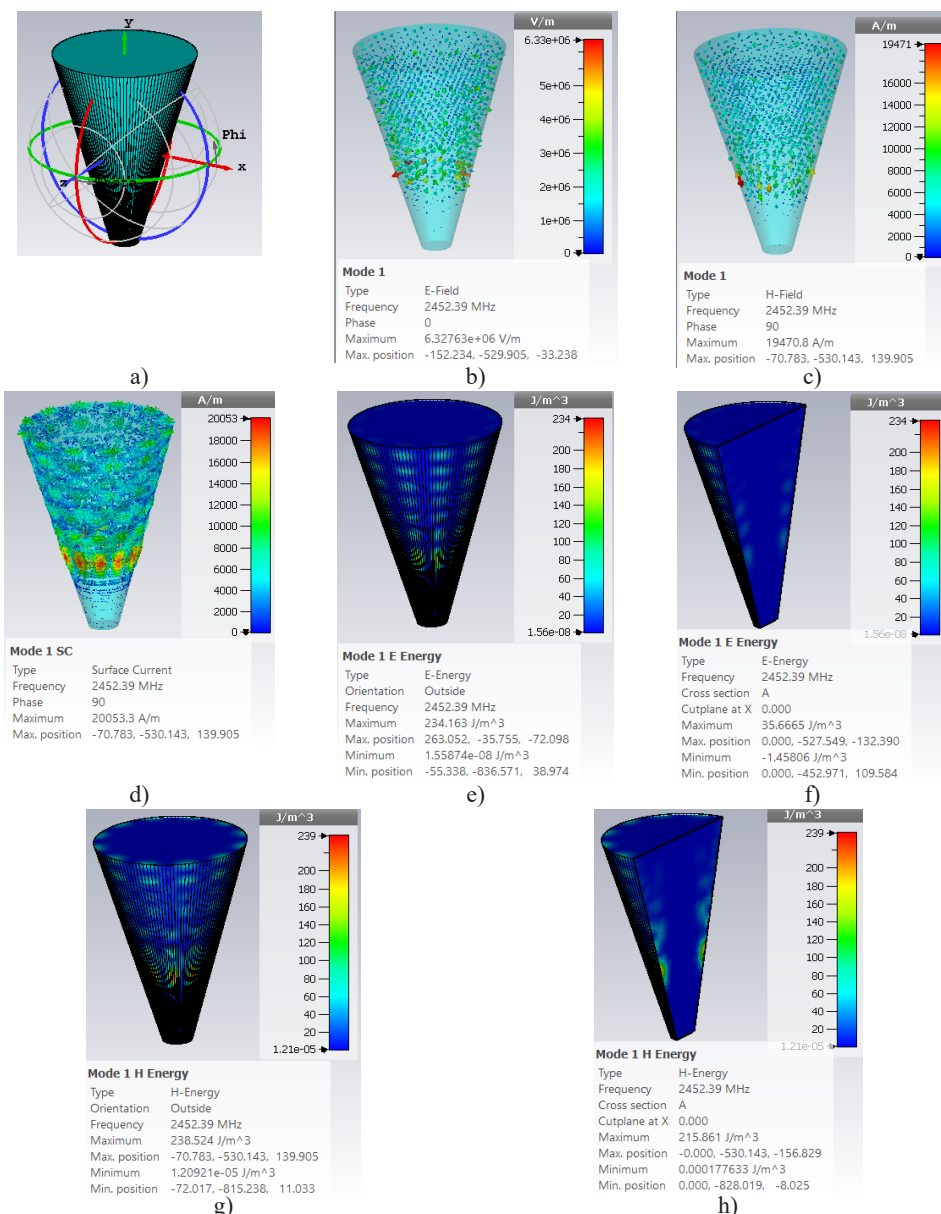 Y
Phi
x
z
a)
V/m
6.33e+06
5e+06
4e+06
3e+06
2e+06
1e+06
0
Mode 1
Type E-Field
Frequency 2452.39 MHz
Phase 0
Maximum 6.32763e+06 V/m
Max. position -152.234, -529.905, -33.238
b)
A/m
19471
16000
14000
12000
10000
8000
6000
4000
2000
0
Mode 1
Type H-Field
Frequency 2452.39 MHz
Phase 90
Maximum 19470.8 A/m
Max. position -70.783, -530.143, 139.905
c)
A/m
20053
18000
16000
14000
12000
10000
8000
6000
4000
2000
0
Mode 1 SC
Type Surface Current
Frequency 2452.39 MHz
Phase 90
Maximum 20053.3 A/m
Max. position -70.783, -530.143, 139.905
d)
J/m^3
234
200
180
160
140
120
100
80
60
40
20
1.56e-08
Mode 1 E Energy
Type E-Energy
Orientation Outside
Frequency 2452.39 MHz
Maximum 234.163 J/m^3
Max. position 263.052, -35.755, -72.098
Minimum 1.55874e-08 J/m^3
Min. position -55.338, -836.571, 38.974
e)
J/m^3
234
200
180
160
140
120
100
80
60
40
20
1.56e-08
Mode 1 E Energy
Type E-Energy
Frequency 2452.39 MHz
Cross section A
Cutplane at X 0.000
Maximum 35.6665 J/m^3
Max. position 0.000, -527.549, -132.390
Minimum -1.45806 J/m^3
Min. position 0.000, -452.971, 109.584
f)
J/m^3
239
200
180
160
140
120
100
80
60
40
20
1.21e-05
Mode 1 H Energy
Type H-Energy
Orientation Outside
Frequency 2452.39 MHz
Maximum 238.524 J/m^3
Max. position -70.783, -530.143, 139.905
Minimum 1.20921e-05 J/m^3
Min. position -72.017, -815.238, 11.033
g)
J/m^3
239
200
180
160
140
120
100
80
60
40
20
1.21e-05
Mode 1 H Energy
Type H-Energy
Frequency 2452.39 MHz
Cross section A
Cutplane at X 0.000
Maximum 215.861 J/m^3
Max. position -0.000, -530.143, -156.829
Minimum 0.000177633 J/m^3
Min. position 0.000, -828.019, -8.025
h)